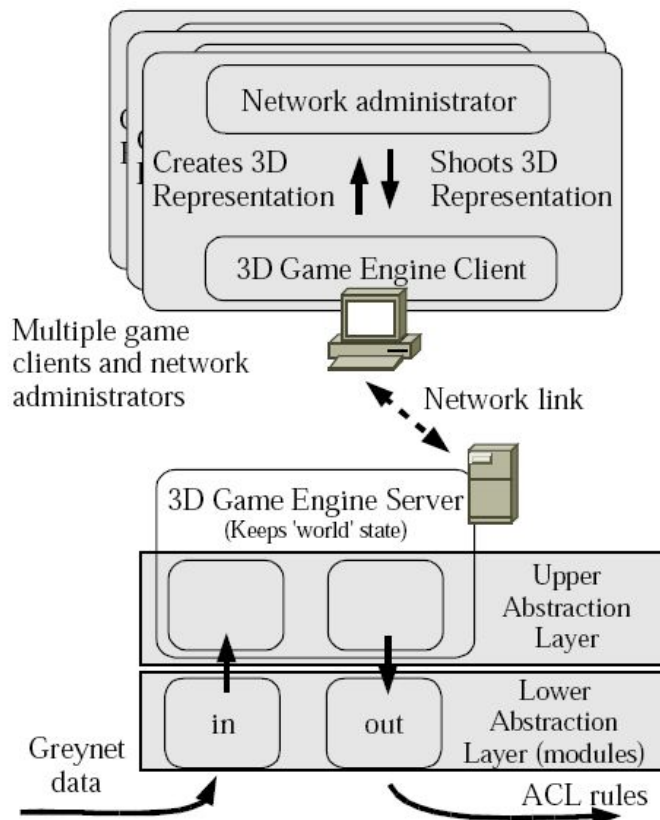 Network administrator
Creates 3D
Representation
Shoots 3D
Representation
3D Game Engine Client
Multiple game
clients and network
administrators
Network link
3D Game Engine Server
(Keeps 'world' state)
Upper
Abstraction
Layer
in
out
Lower
Abstraction
Layer (modules)
Greynet
data
ACL rules